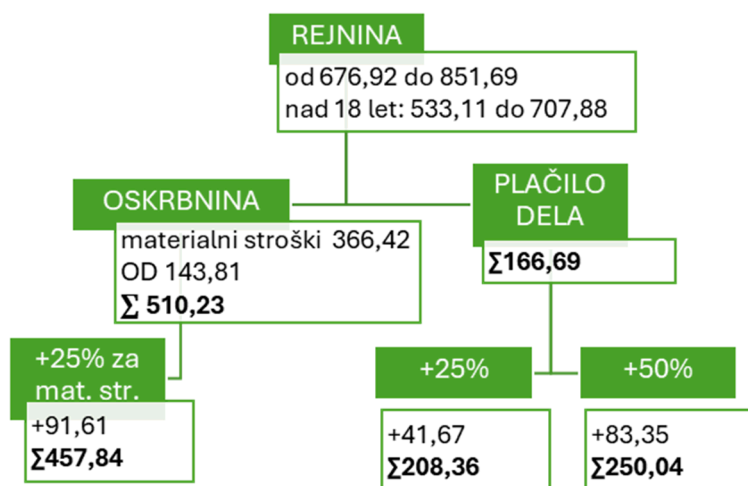 REJNINA
od 676,92 do 851,69
nad 18 let: 533,11 do 707,88
OSKRBNINA
materialni stroški 366,42
OD 143,81
∑ 510,23
PLAČILO
DELA
∑166,69
+25% za
mat. str.
+91,61
∑457,84
+25%
+41,67
∑208,36
+50%
+83,35
∑250,04